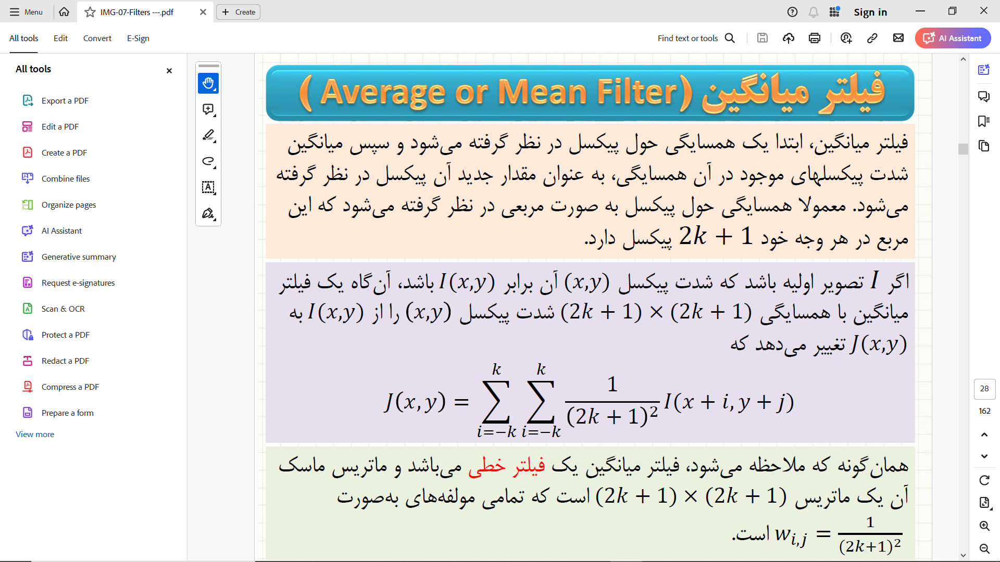 Menu
IMG-07-Filters ---.pdf
Create
Sign in
All tools
Edit
Convert
E-Sign
Find text or tools
AI Assistant
All tools
Export a PDF
Edit a PDF
Create a PDF
Combine files
Organize pages
AI Assistant
Generative summary
Request e-signatures
Scan & OCR
Protect a PDF
Redact a PDF
Compress a PDF
Prepare a form
View more
فیلتر میانگین (Average or Mean Filter )
فیلتر میانگین، ابتدا یک همسایگی حول پیکسل در نظر گرفته می‌شود و سپس میانگین
شدت پیکسلهای موجود در آن همسایگی، به عنوان مقدار جدید آن پیکسل در نظر گرفته
می‌شود. معمولا همسایگی حول پیکسل به صورت مربعی در نظر گرفته می‌شود که این
مربع در هر وجه خود 2k + 1 پیکسل دارد.
اگر I تصویر اولیه باشد که شدت پیکسل (x,y) آن برابر I(x,y) باشد، آن‌گاه یک فیلتر
میانگین با همسایگی (2k + 1) × (2k + 1) شدت پیکسل (x,y) را از I(x,y) به
J(x,y) تغییر می‌دهد که
J(x, y) = ∑_{i=−k}^{k} ∑_{i=−k}^{k} \frac{1}{(2k + 1)^2} I(x + i, y + j)
همان‌گونه که ملاحظه می‌شود، فیلتر میانگین یک فیلتر خطی می‌باشد و ماتریس ماسک
آن یک ماتریس (2k + 1) × (2k + 1) است که تمامی مولفه‌های به‌صورت
w_{i,j} = \frac{1}{(2k+1)^2} است.
28
162